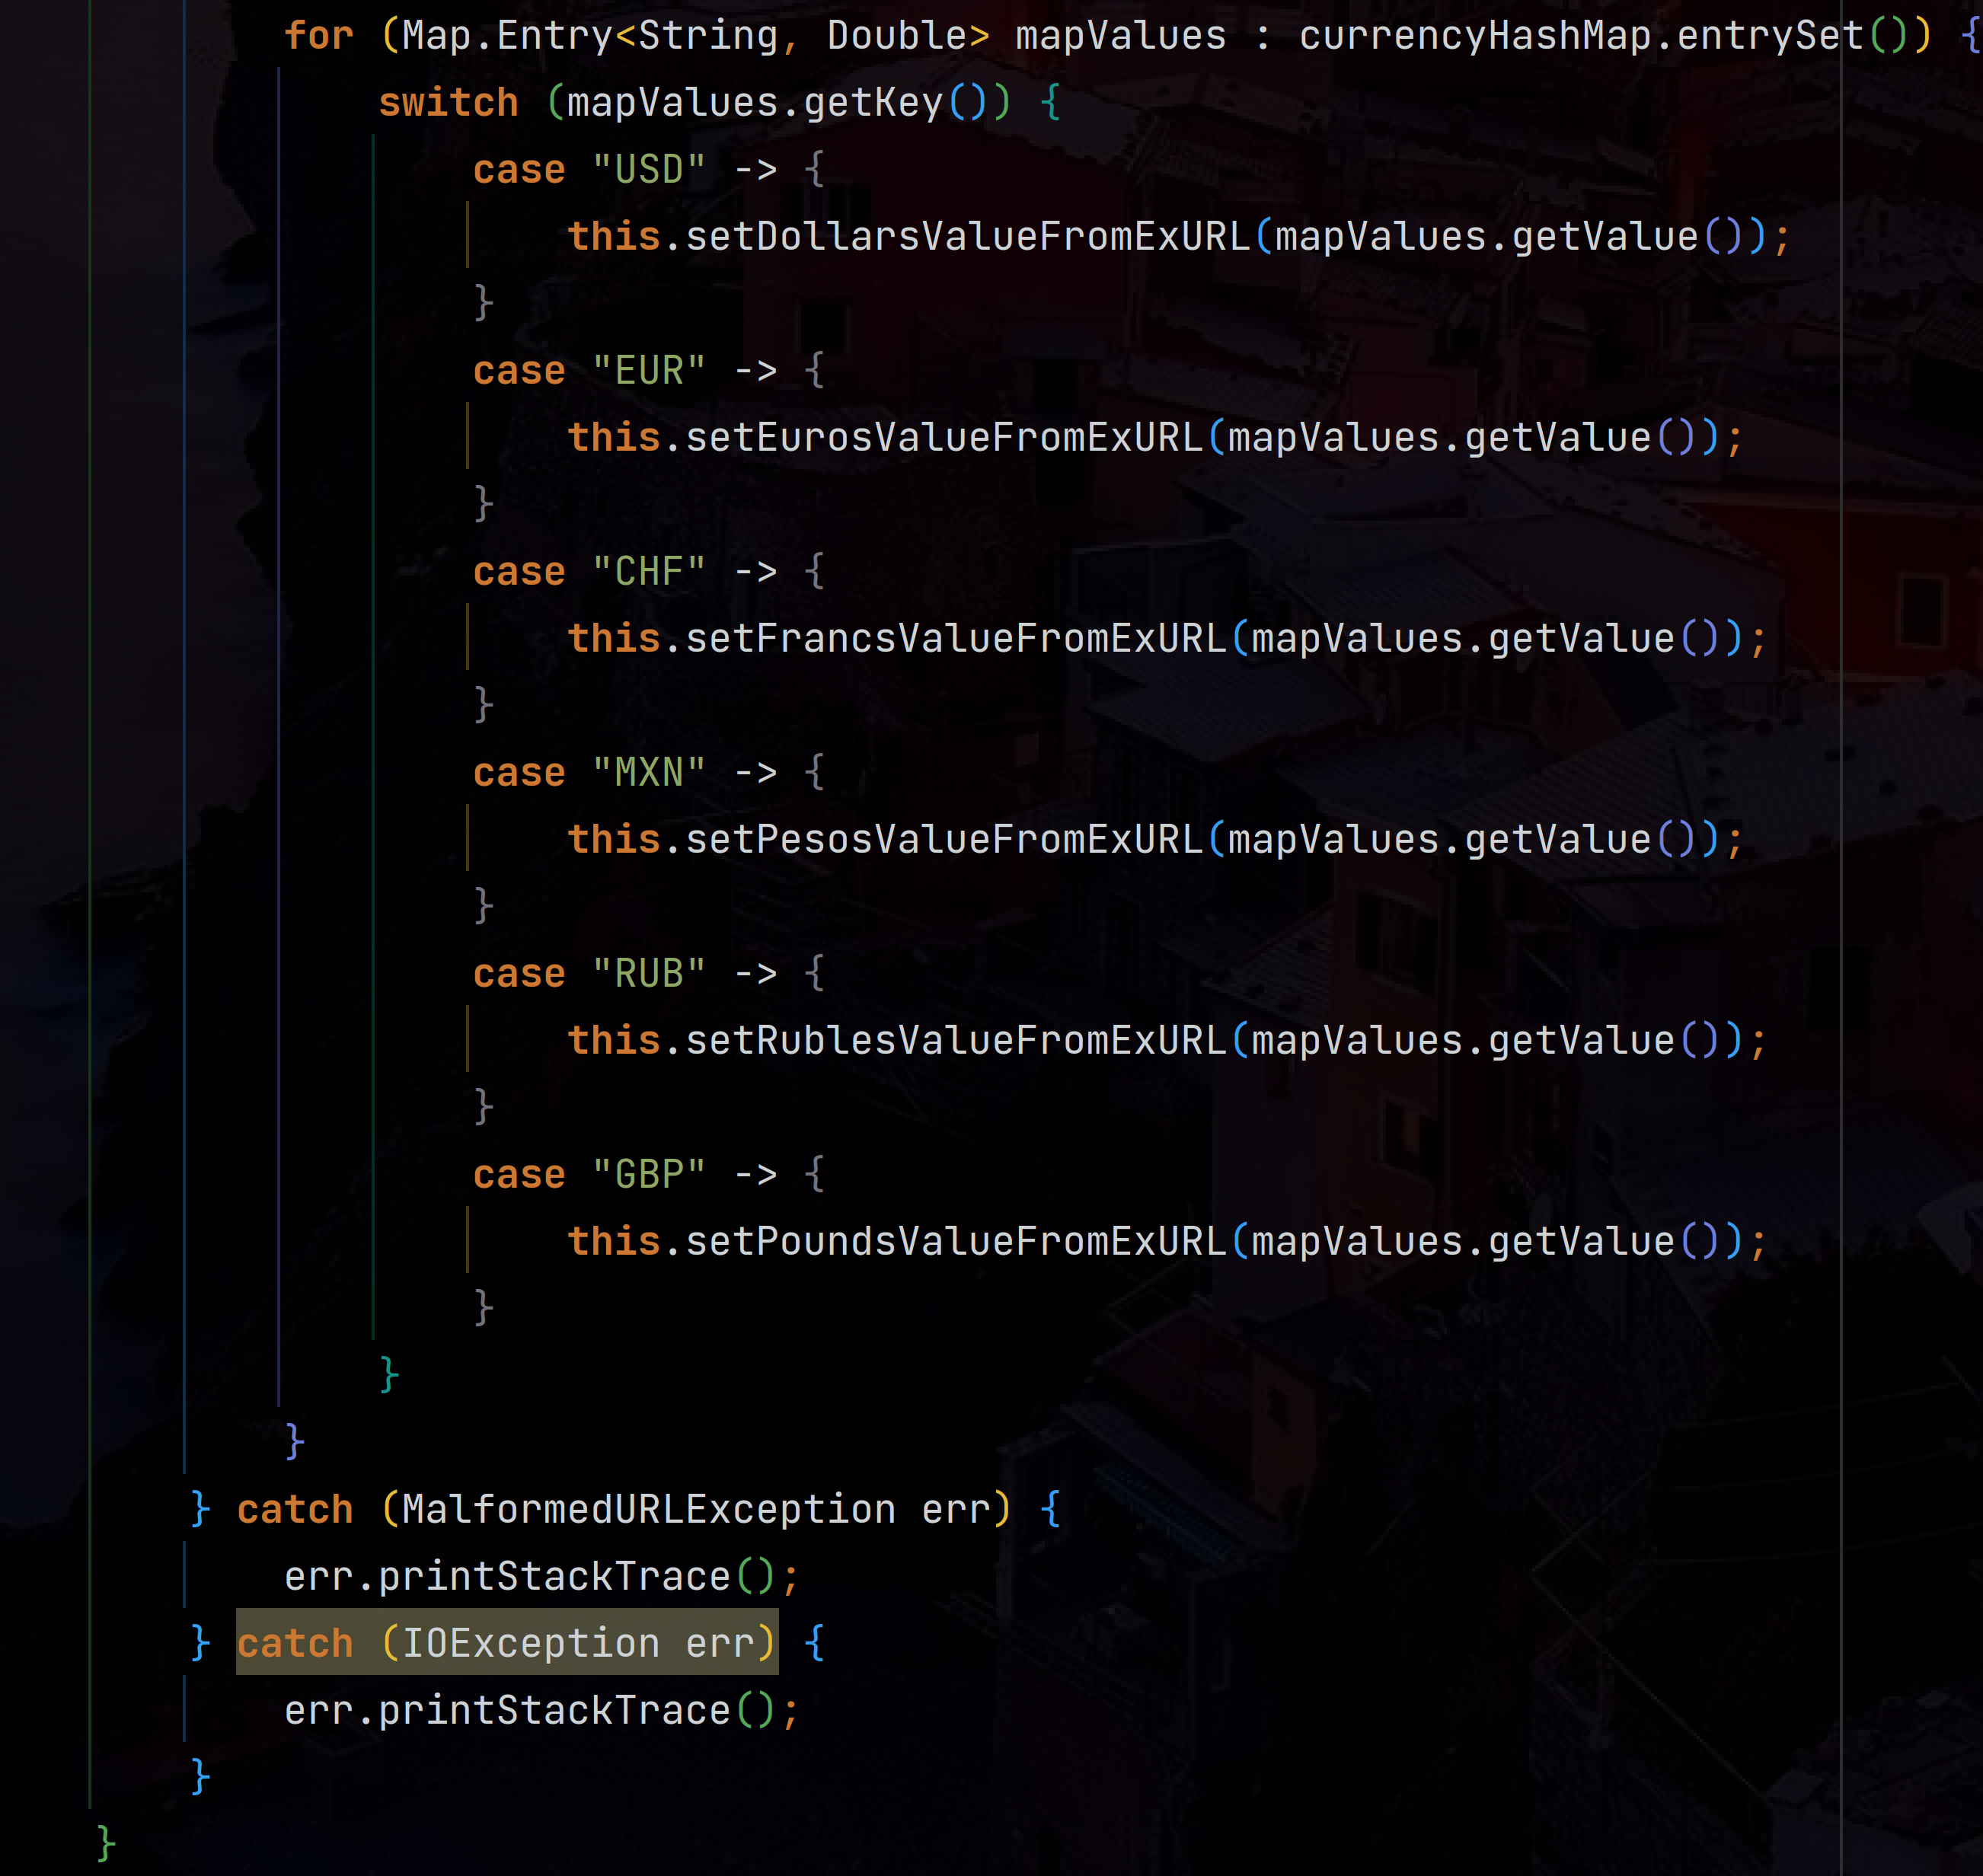 for (Map.Entry<String, Double> mapValues : currencyHashMap.entrySet()) {
switch (mapValues.getKey()) {
case "USD" -> {
this.setDollarsValueFromExURL(mapValues.getValue());
}
case "EUR" -> {
this.setEurosValueFromExURL(mapValues.getValue());
}
case "CHF" -> {
this.setFrancsValueFromExURL(mapValues.getValue());
}
case "MXN" -> {
this.setPesosValueFromExURL(mapValues.getValue());
}
case "RUB" -> {
this.setRublesValueFromExURL(mapValues.getValue());
}
case "GBP" -> {
this.setPoundsValueFromExURL(mapValues.getValue());
}
}
}
} catch (MalformedURLException err) {
err.printStackTrace();
} catch (IOException err) {
err.printStackTrace();
}
}